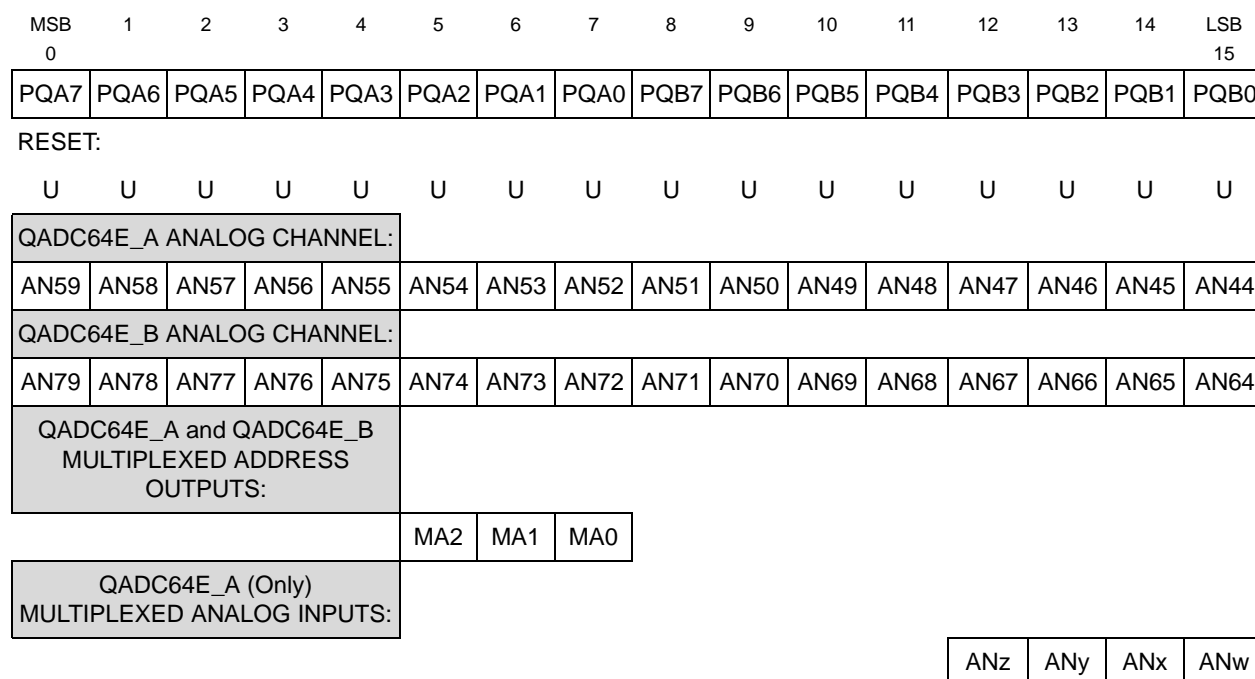 MSB 1 2 3 4 5 6 7 8 9 10 11 12 13 14 LSB
0 15
PQA7 PQA6 PQA5 PQA4 PQA3 PQA2 PQA1 PQA0 PQB7 PQB6 PQB5 PQB4 PQB3 PQB2 PQB1 PQB0
RESET:
U U U U U U U U U U U U U U U U
QADC64E_A ANALOG CHANNEL:
AN59 AN58 AN57 AN56 AN55 AN54 AN53 AN52 AN51 AN50 AN49 AN48 AN47 AN46 AN45 AN44
QADC64E_B ANALOG CHANNEL:
AN79 AN78 AN77 AN76 AN75 AN74 AN73 AN72 AN71 AN70 AN69 AN68 AN67 AN66 AN65 AN64
QADC64E_A and QADC64E_B
MULTIPLEXED ADDRESS
OUTPUTS:
MA2 MA1 MA0
QADC64E_A (Only)
MULTIPLEXED ANALOG INPUTS:
ANz ANy ANx ANw